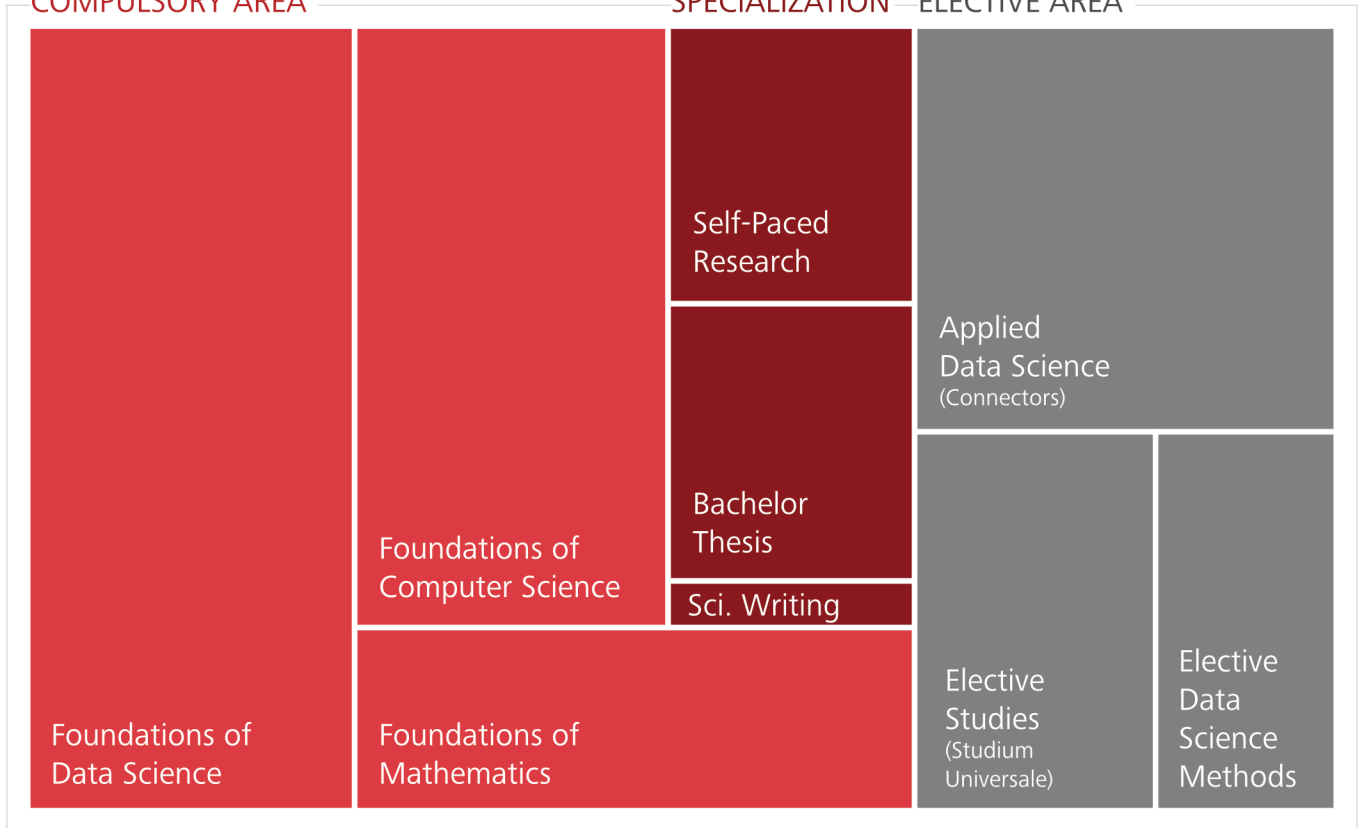 COMPULSORY AREA
SPECIALIZATION
ELECTIVE AREA
Self-Paced
Research
Applied
Data Science
(Connectors)
Bachelor
Thesis
Foundations of
Computer Science
Sci. Writing
Foundations of
Data Science
Foundations of
Mathematics
Elective
Studies
(Studium
Universale)
Elective
Data
Science
Methods